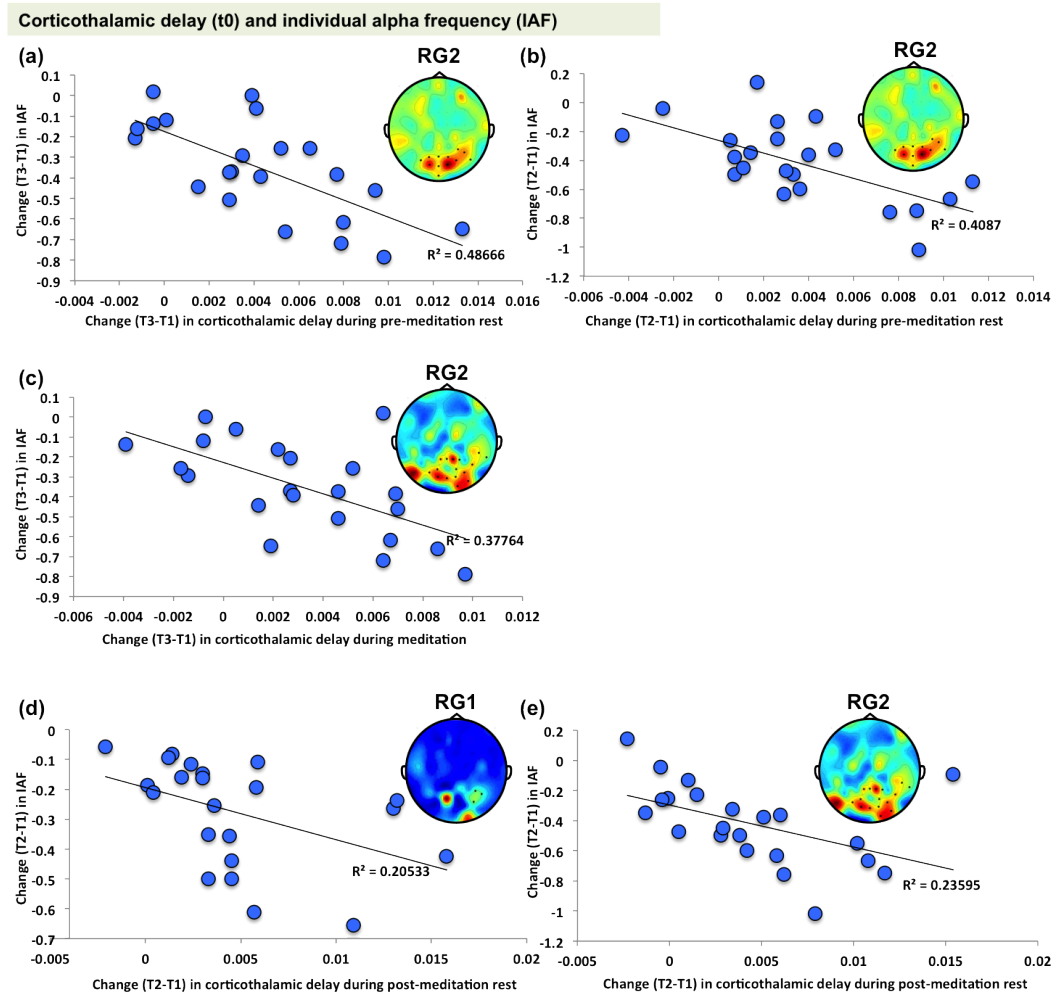 Corticothalamic delay (t0) and individual alpha frequency (IAF)
(a)
RG2
0.1
0
-0.1
-0.2
-0.3
-0.4
-0.5
-0.6
-0.7
-0.8
-0.9
Change (T3-T1) in IAF
R² = 0.48666
-0.004 -0.002 0 0.002 0.004 0.006 0.008 0.01 0.012 0.014 0.016
Change (T3-T1) in corticothalamic delay during pre-meditation rest
(b)
RG2
0.2
0
-0.2
-0.4
-0.6
-0.8
-1
-1.2
Change (T2-T1) in IAF
R² = 0.4087
-0.006 -0.004 -0.002 0 0.002 0.004 0.006 0.008 0.01 0.012 0.014
Change (T2-T1) in corticothalamic delay during pre-meditation rest
(c)
RG2
0.1
0
-0.1
-0.2
-0.3
-0.4
-0.5
-0.6
-0.7
-0.8
-0.9
Change (T3-T1) in IAF
R² = 0.37764
-0.006 -0.004 -0.002 0 0.002 0.004 0.006 0.008 0.01 0.012
Change (T3-T1) in corticothalamic delay during meditation
(d)
RG1
0
-0.1
-0.2
-0.3
-0.4
-0.5
-0.6
-0.7
Change (T2-T1) in IAF
R² = 0.20533
-0.005 0 0.005 0.01 0.015 0.02
Change (T2-T1) in corticothalamic delay during post-meditation rest
(e)
RG2
0.2
0
-0.2
-0.4
-0.6
-0.8
-1
-1.2
Change (T2-T1) in IAF
R² = 0.23595
-0.005 0 0.005 0.01 0.015 0.02
Change (T2-T1) in corticothalamic delay during post-meditation rest